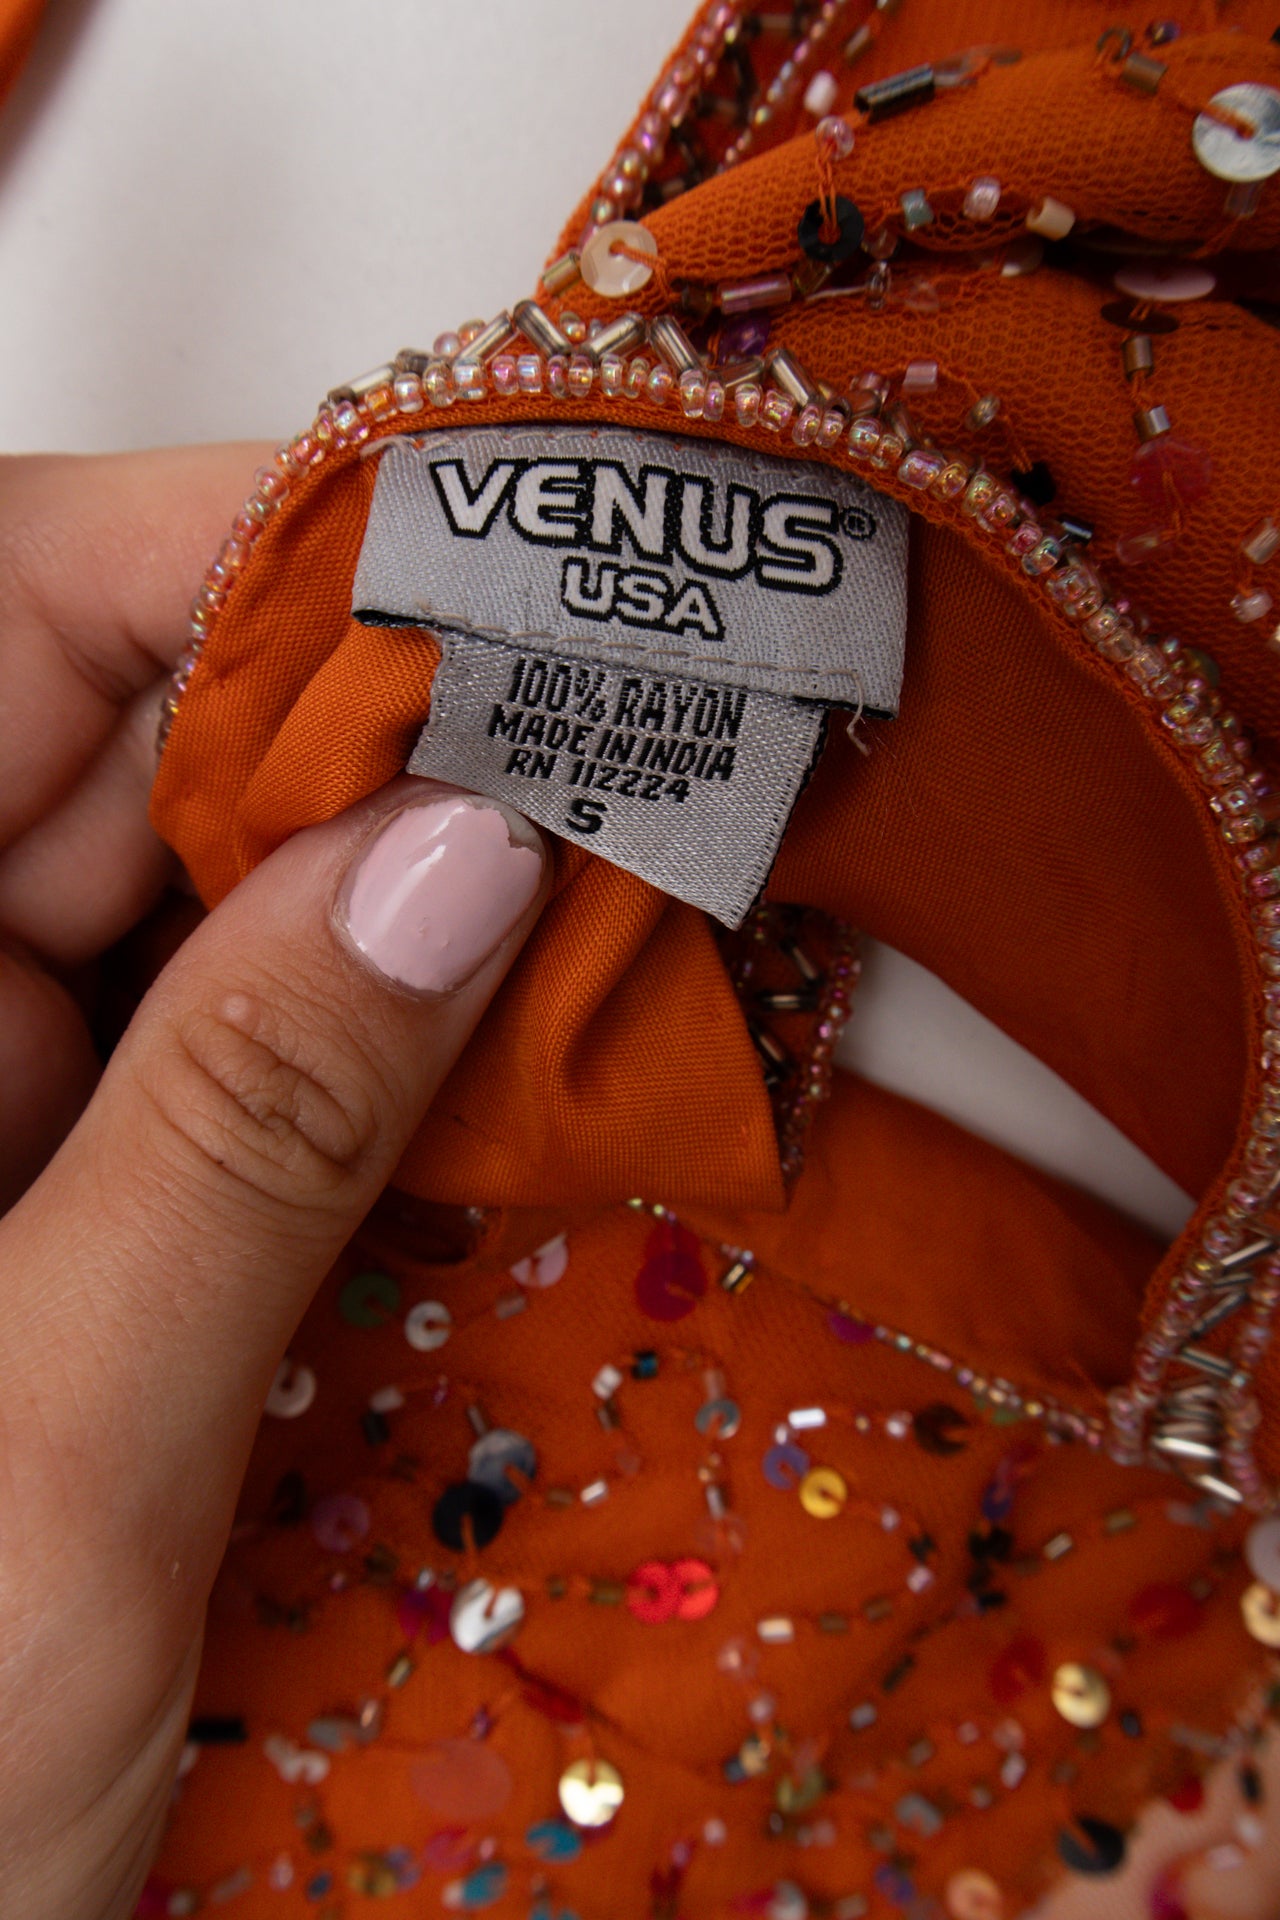 VENUS®
USA
100% RAYON
MADE IN INDIA
RN 112224
S